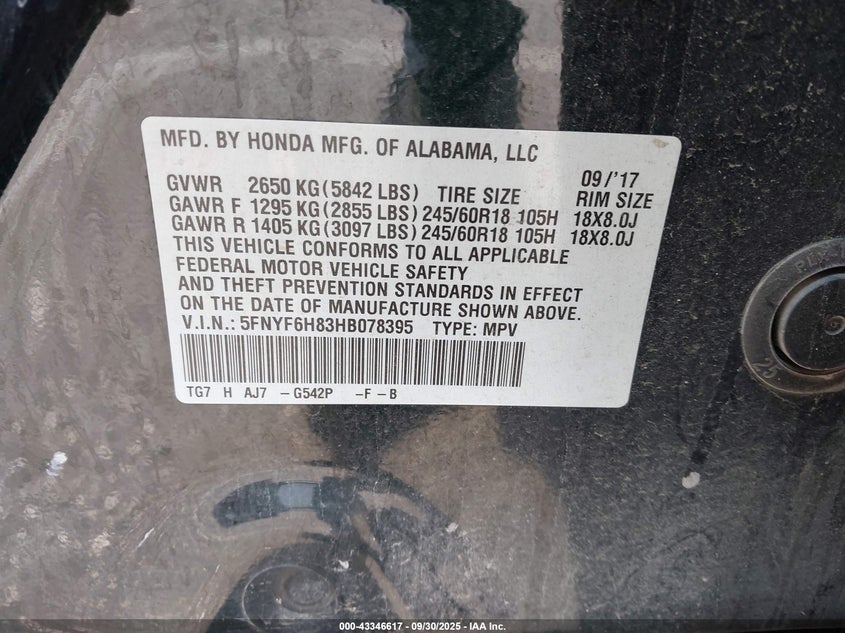 MFD. BY HONDA MFG. OF ALABAMA, LLC
09/'17
GVWR 2650 KG(5842 LBS) TIRE SIZE RIM SIZE
GAWR F 1295 KG(2855 LBS) 245/60R18 105H 18X8.0J
GAWR R 1405 KG(3097 LBS) 245/60R18 105H 18X8.0J
THIS VEHICLE CONFORMS TO ALL APPLICABLE
FEDERAL MOTOR VEHICLE SAFETY
AND THEFT PREVENTION STANDARDS IN EFFECT
ON THE DATE OF MANUFACTURE SHOWN ABOVE.
V.I.N.: 5FNYF6H83HB078395 TYPE: MPV
TG7 H AJ7 -G542P -F-B
25
000-43346617 - 09/30/2025 - IAA Inc.